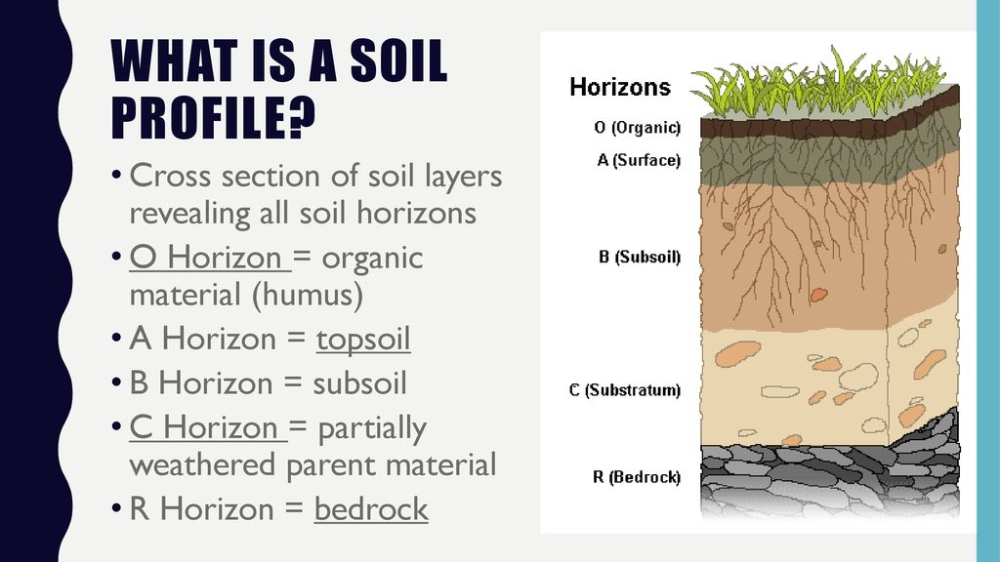 WHAT IS A SOIL
PROFILE?
• Cross section of soil layers
revealing all soil horizons
• O Horizon = organic
material (humus)
• A Horizon = topsoil
• B Horizon = subsoil
• C Horizon = partially
weathered parent material
• R Horizon = bedrock
Horizons
O (Organic)
A (Surface)
B (Subsoil)
C (Substratum)
R (Bedrock)